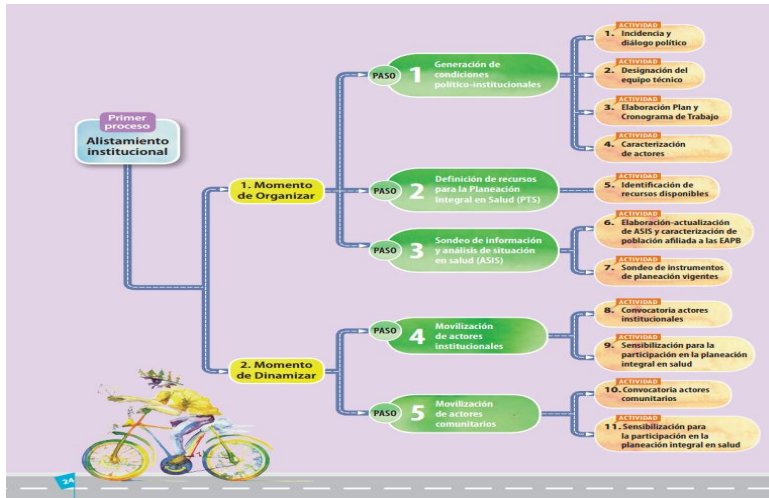 Primer
proceso
Alistamiento
institucional
1. Momento
de Organizar
PASO
1
Generación de
condiciones
político-institucionales
ACTIVIDAD
1. Incidencia y
diálogo político
ACTIVIDAD
2. Designación del
equipo técnico
ACTIVIDAD
3. Elaboración Plan y
Cronograma de Trabajo
ACTIVIDAD
4. Caracterización
de actores
PASO
2
Definición de recursos
para la Planeación
Integral en Salud (PTS)
ACTIVIDAD
5. Identificación de
recursos disponibles
PASO
3
Sondeo de información
y análisis de situación
en salud (ASIS)
ACTIVIDAD
6. Elaboración-actualización
de ASIS y caracterización de
población afiliada a las EAPB
ACTIVIDAD
7. Sondeo de instrumentos
de planeación vigentes
2. Momento
de Dinamizar
PASO
4
Movilización
de actores
institucionales
ACTIVIDAD
8. Convocatoria actores
institucionales
ACTIVIDAD
9. Sensibilización para la
participación en la planeación
integral en salud
PASO
5
Movilización
de actores
comunitarios
ACTIVIDAD
10. Convocatoria actores
comunitarios
ACTIVIDAD
11. Sensibilización para
la participación en la
planeación integral en salud
24